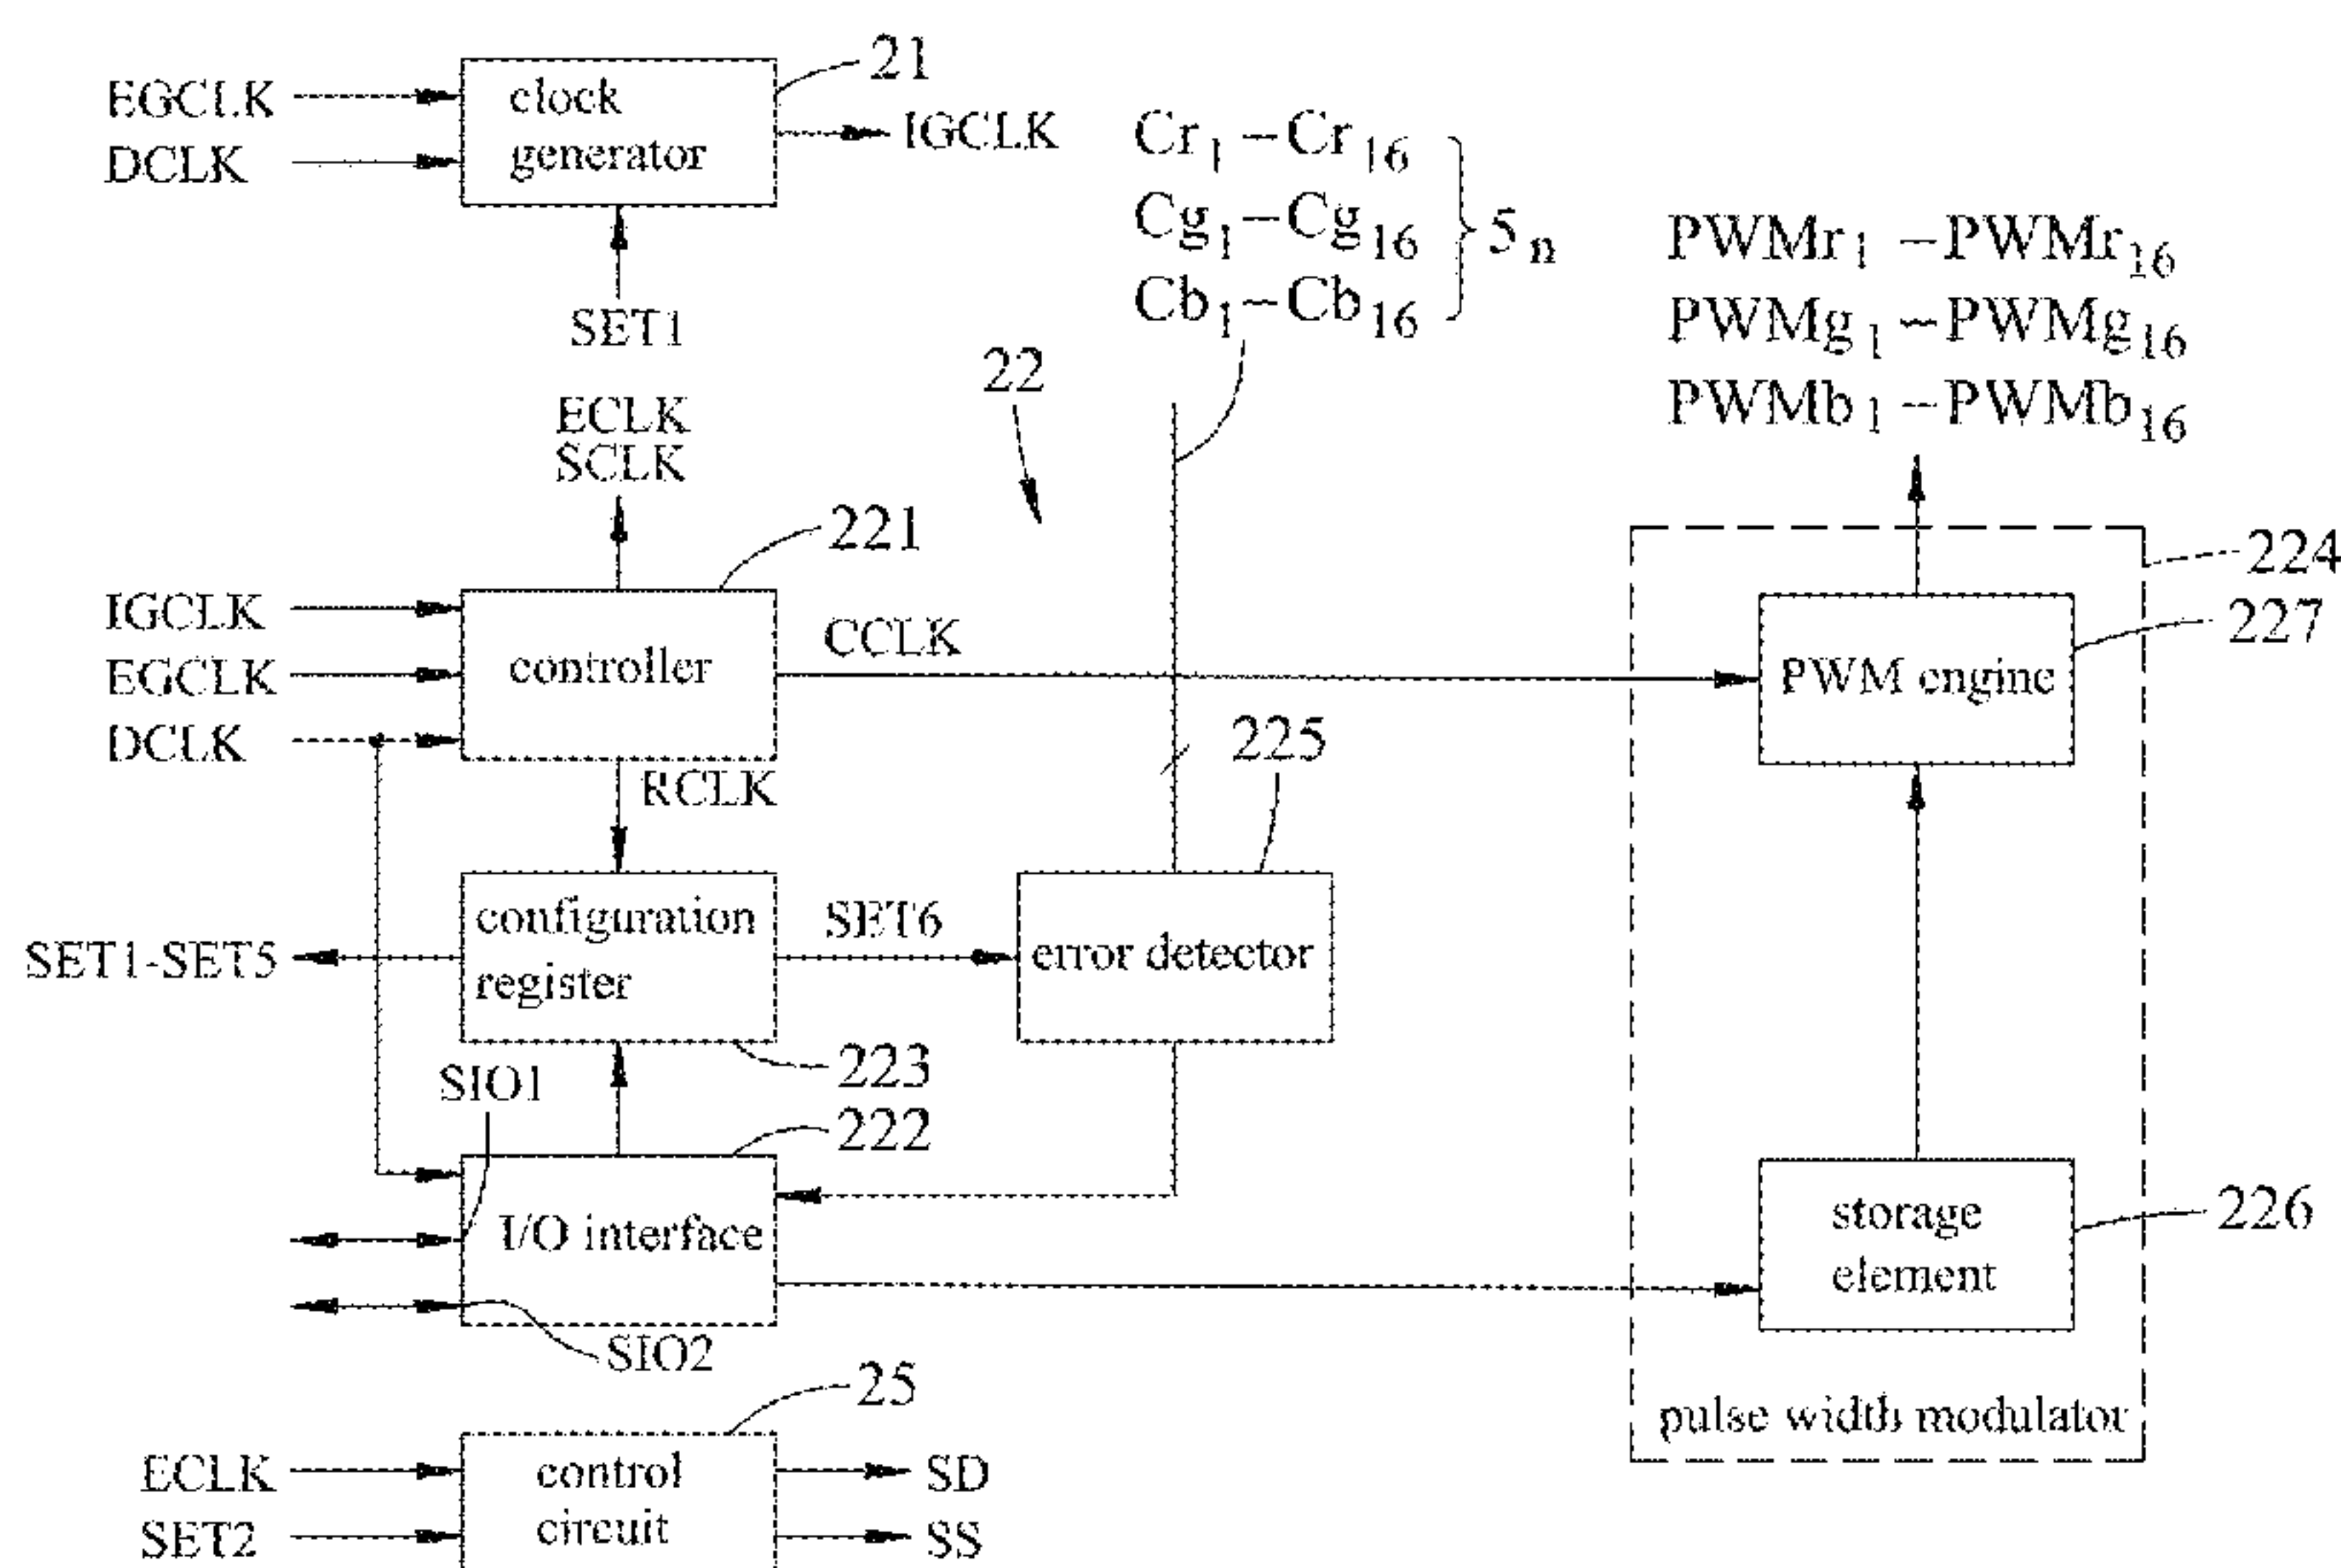 EGCLK
DCLK
clock
generator
21
IGCLK
SET1
Cr1 – Cr16
Cg1 – Cg16
Cb1 – Cb16
5n
PWMr1 – PWMr16
PWMg1 – PWMg16
PWMb1 – PWMb16
22
ECLK
SCLK
221
IGCLK
EGCLK
DCLK
controller
CCLK
RCLK
224
227
PWM engine
225
configuration
register
SET6
SET1-SET5
error detector
223
SIO1
222
I/O interface
SIO2
storage
element
226
pulse width modulator
25
ECLK
SET2
control
circuit
SD
SS